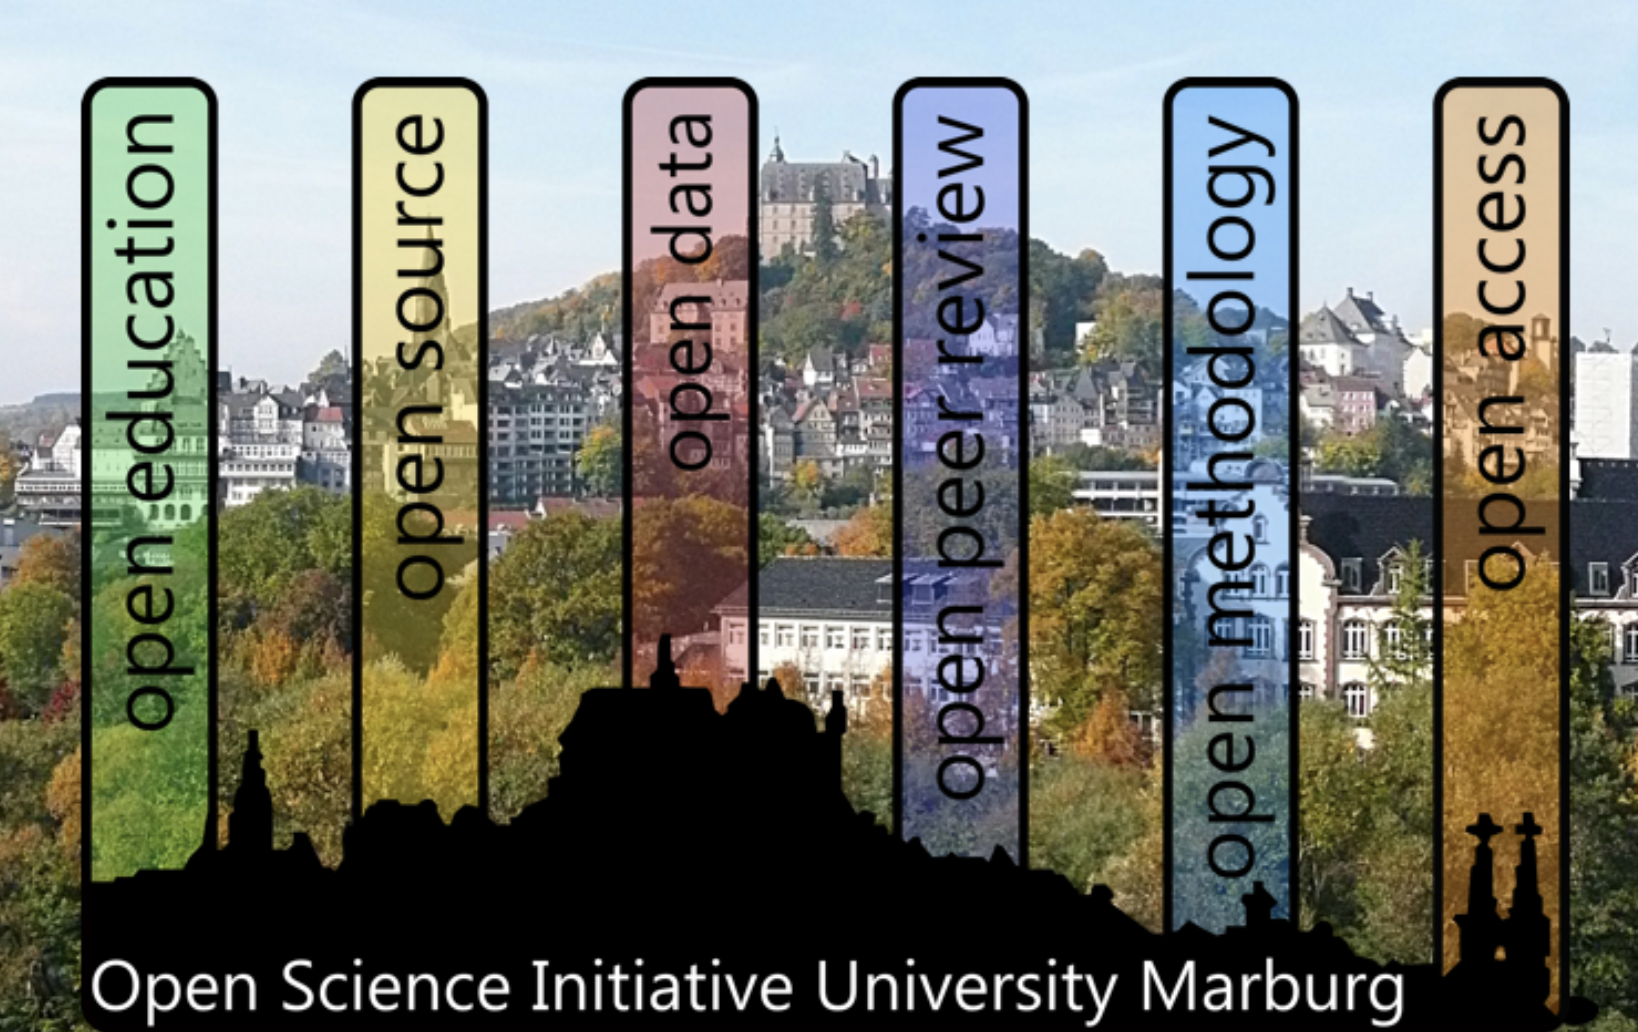 open education
open source
open data
open peer review
open methodology
open access
Open Science Initiative University Marburg